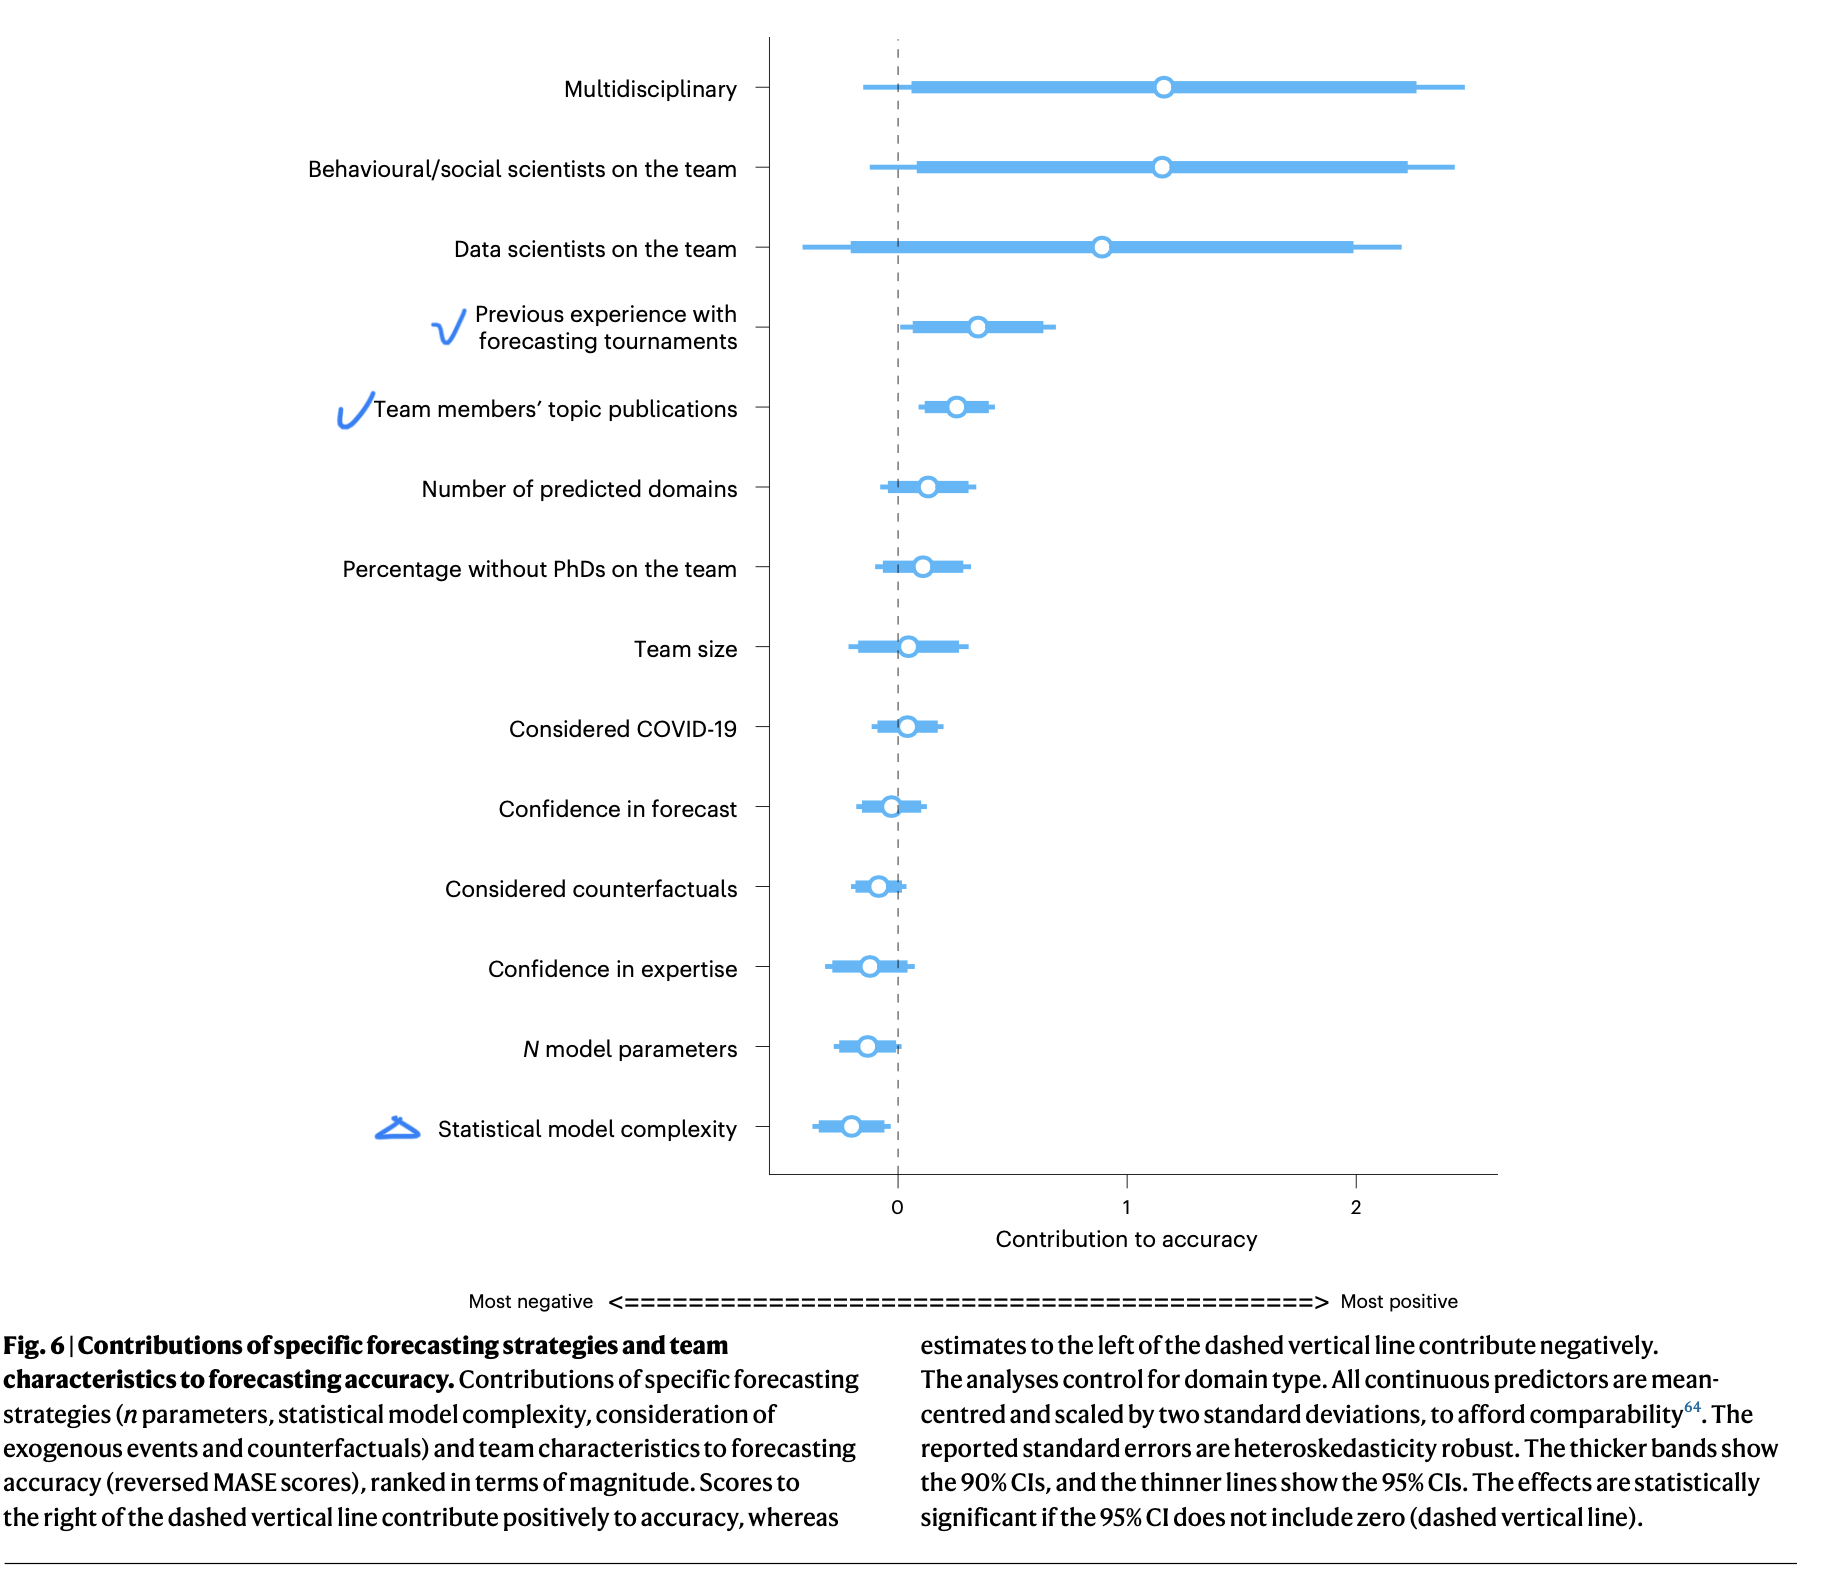 Multidisciplinary
Behavioural/social scientists on the team
Data scientists on the team
Previous experience with
forecasting tournaments
Team members’ topic publications
Number of predicted domains
Percentage without PhDs on the team
Team size
Considered COVID-19
Confidence in forecast
Considered counterfactuals
Confidence in expertise
N model parameters
Statistical model complexity
0 1 2
Contribution to accuracy
Most negative <===========================================> Most positive
Fig. 6 | Contributions of specific forecasting strategies and team
characteristics to forecasting accuracy. Contributions of specific forecasting
strategies (n parameters, statistical model complexity, consideration of
exogenous events and counterfactuals) and team characteristics to forecasting
accuracy (reversed MASE scores), ranked in terms of magnitude. Scores to
the right of the dashed vertical line contribute positively to accuracy, whereas
estimates to the left of the dashed vertical line contribute negatively.
The analyses control for domain type. All continuous predictors are mean-
centred and scaled by two standard deviations, to afford comparability64. The
reported standard errors are heteroskedasticity robust. The thicker bands show
the 90% CIs, and the thinner lines show the 95% CIs. The effects are statistically
significant if the 95% CI does not include zero (dashed vertical line).